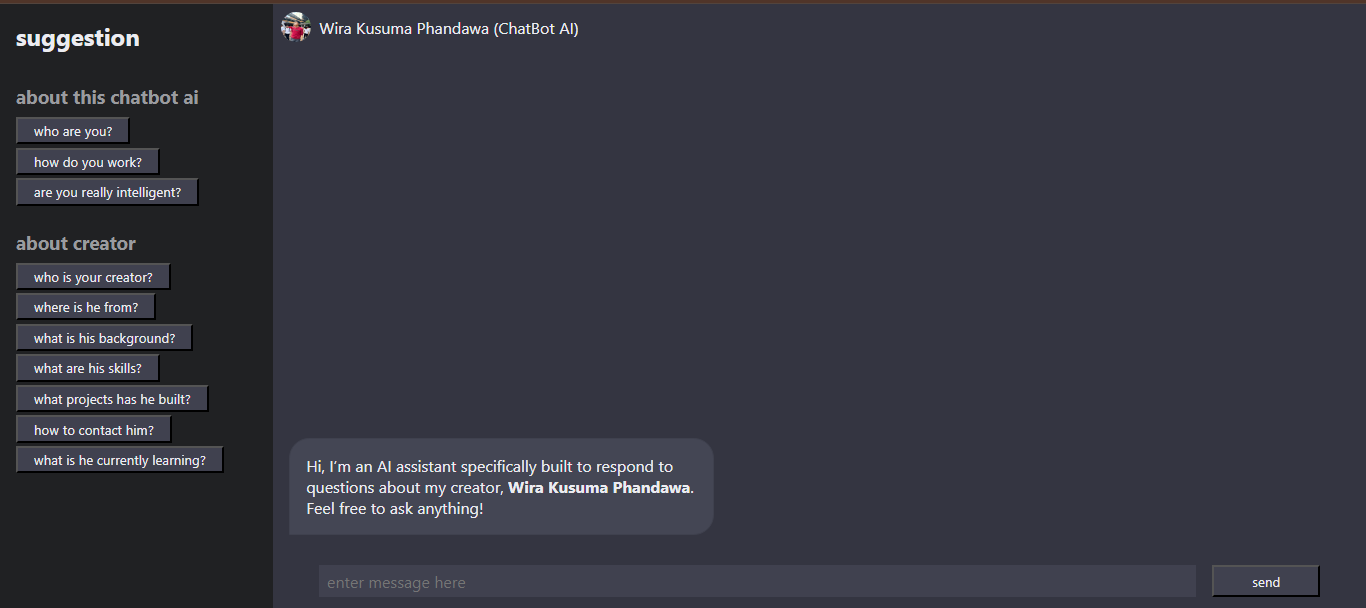 suggestion
about this chatbot ai
who are you?
how do you work?
are you really intelligent?
about creator
who is your creator?
where is he from?
what is his background?
what are his skills?
what projects has he built?
how to contact him?
what is he currently learning?
Wira Kusuma Phandawa (ChatBot AI)
Hi, I'm an AI assistant specifically built to respond to
questions about my creator, Wira Kusuma Phandawa.
Feel free to ask anything!
enter message here
send